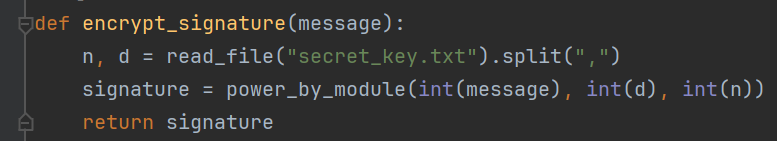 def encrypt_signature(message):
    n, d = read_file("secret_key.txt").split(",")
    signature = power_by_module(int(message), int(d), int(n))
    return signature